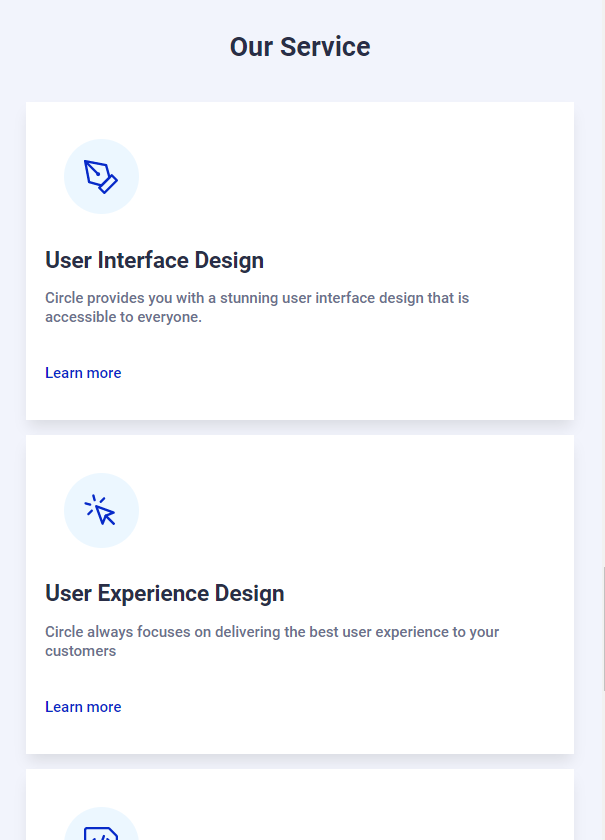 Our Service
User Interface Design
Circle provides you with a stunning user interface design that is
accessible to everyone.
Learn more
User Experience Design
Circle always focuses on delivering the best user experience to your
customers
Learn more